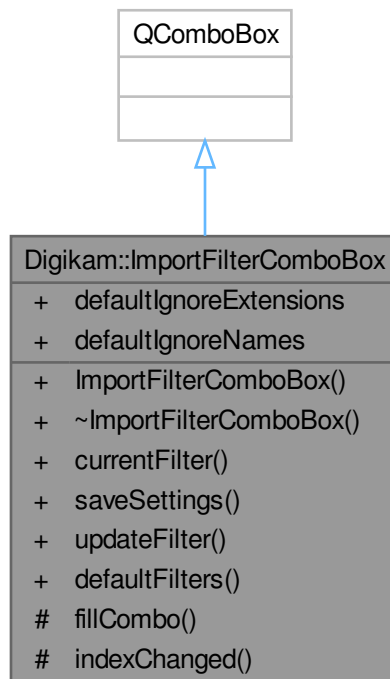 QComboBox
Digikam::ImportFilterComboBox
+ defaultIgnoreExtensions
+ defaultIgnoreNames
+ ImportFilterComboBox()
+ ~ImportFilterComboBox()
+ currentFilter()
+ saveSettings()
+ updateFilter()
+ defaultFilters()
# fillCombo()
# indexChanged()